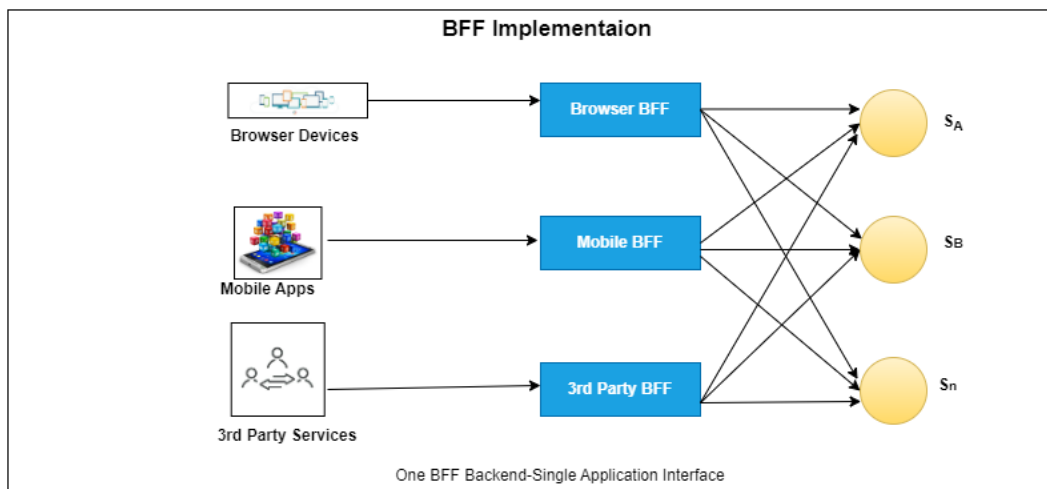 BFF Implementaion
Browser BFF
Browser Devices
SA
Mobile BFF
SB
Mobile Apps
3rd Party BFF
Sn
3rd Party Services
One BFF Backend-Single Application Interface